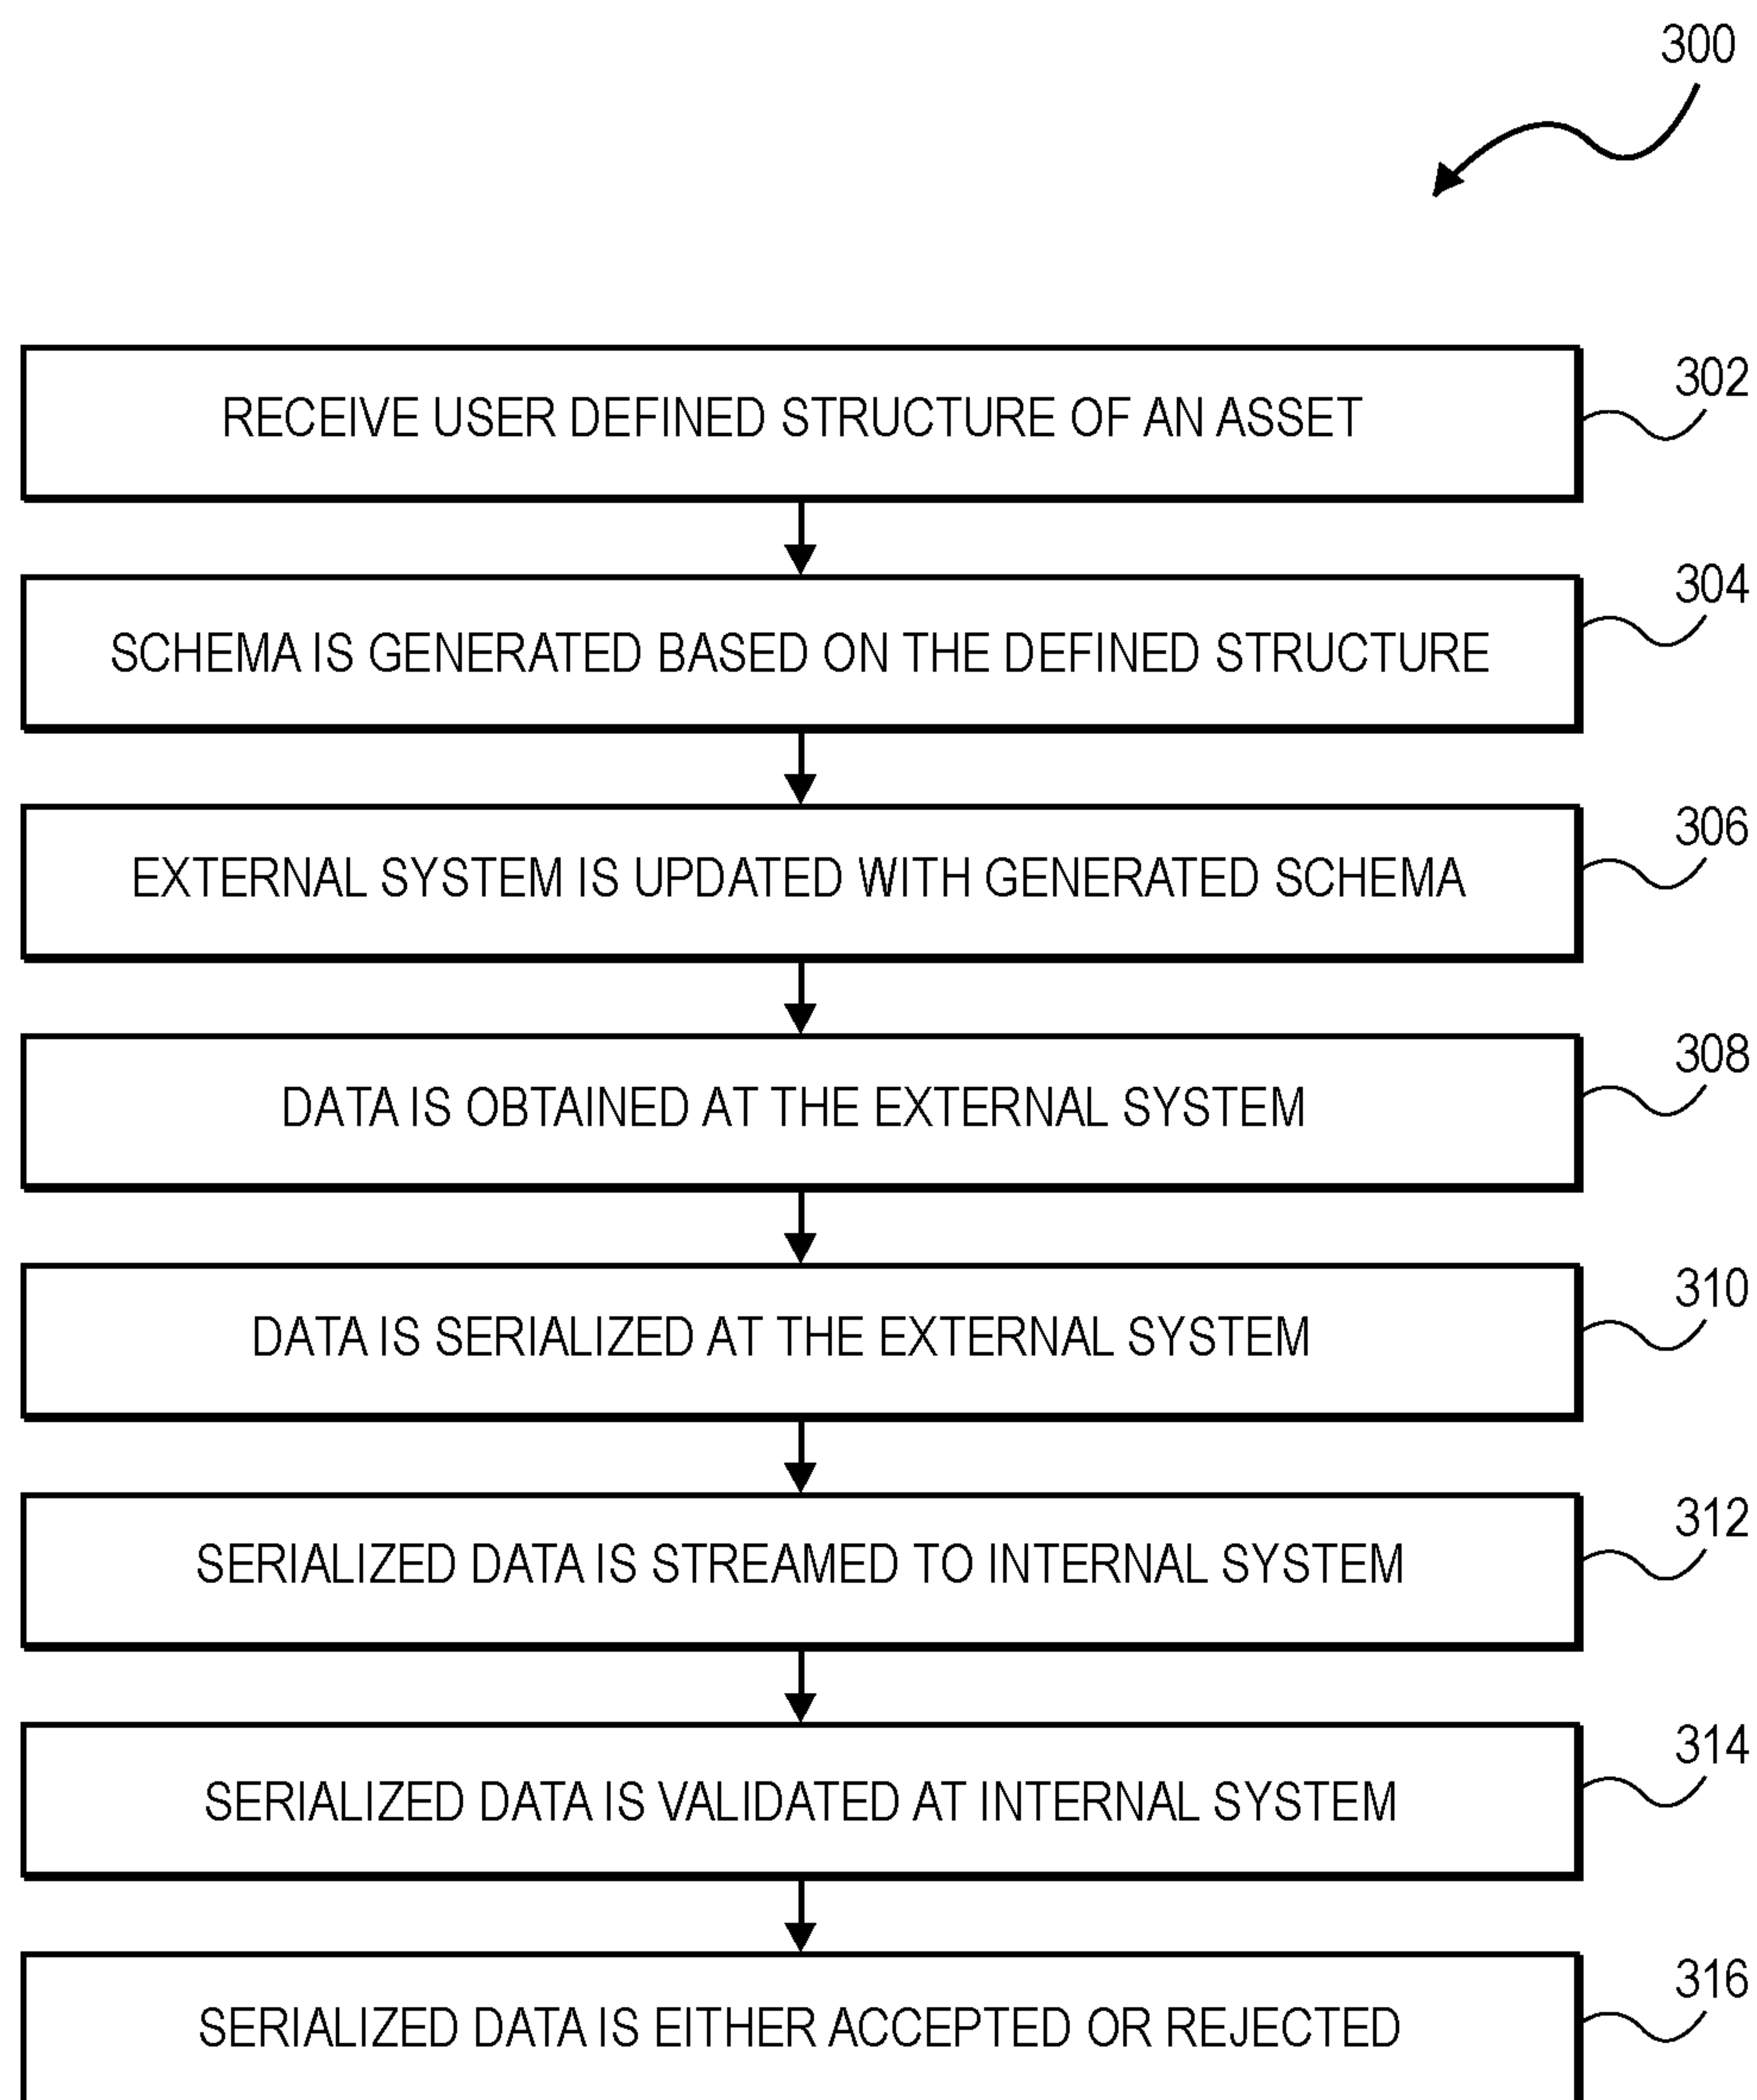 300
RECEIVE USER DEFINED STRUCTURE OF AN ASSET
302
SCHEMA IS GENERATED BASED ON THE DEFINED STRUCTURE
304
EXTERNAL SYSTEM IS UPDATED WITH GENERATED SCHEMA
306
DATA IS OBTAINED AT THE EXTERNAL SYSTEM
308
DATA IS SERIALIZED AT THE EXTERNAL SYSTEM
310
SERIALIZED DATA IS STREAMED TO INTERNAL SYSTEM
312
SERIALIZED DATA IS VALIDATED AT INTERNAL SYSTEM
314
SERIALIZED DATA IS EITHER ACCEPTED OR REJECTED
316